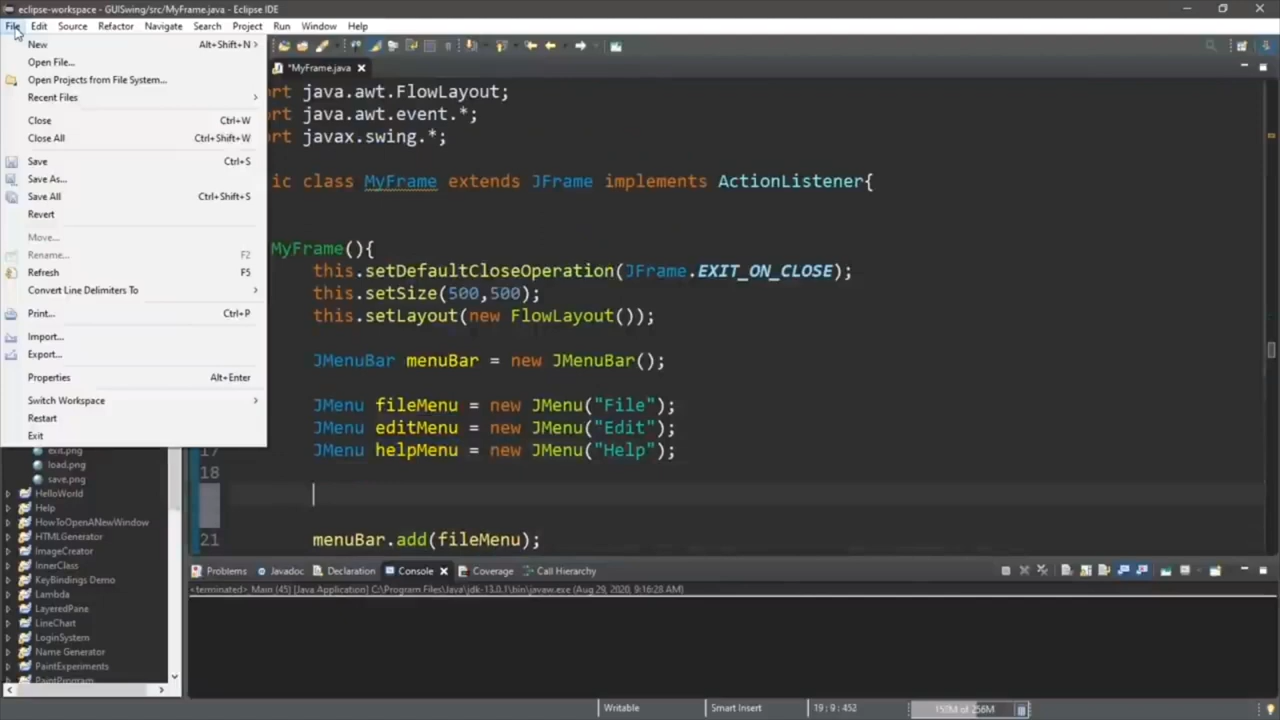 eclipse-workspace - GUISwing/src/MyFrame.java - Eclipse IDE
File Edit Source Refactor Navigate Search Project Run Window Help
New Alt+Shift+N
Open File...
Open Projects from File System...
Recent Files
Close Ctrl+W
Close All Ctrl+Shift+W
Save Ctrl+S
Save As...
Save All Ctrl+Shift+S
Revert
Move...
Rename... F2
Refresh F5
Convert Line Delimiters To
Print... Ctrl+P
Import...
Export...
Properties Alt+Enter
Switch Workspace
Restart
Exit
exit.png
load.png
save.png
HelloWorld
Help
HowToOpenANewWindow
HTMLGenerator
ImageCreator
InnerClass
KeyBindings Demo
Lambda
LayeredPane
LineChart
LoginSystem
Name Generator
PaintExperiments
PaintProgram
*MyFrame.java
ort java.awt.FlowLayout;
ort java.awt.event.*;
ort javax.swing.*;
ic class MyFrame extends JFrame implements ActionListener{
MyFrame(){
this.setDefaultCloseOperation(JFrame.EXIT_ON_CLOSE);
this.setSize(500,500);
this.setLayout(new FlowLayout());
JMenuBar menuBar = new JMenuBar();
JMenu fileMenu = new JMenu("File");
JMenu editMenu = new JMenu("Edit");
17 JMenu helpMenu = new JMenu("Help");
18
21 menuBar.add(fileMenu);
Problems Javadoc Declaration Console Coverage Call Hierarchy
<terminated> Main (45) [Java Application] C:\Program Files\Java\jdk-13.0.1\bin\javaw.exe (Aug 29, 2020, 9:16:28 AM)
Writable Smart Insert 19 : 9 : 452 of 256M